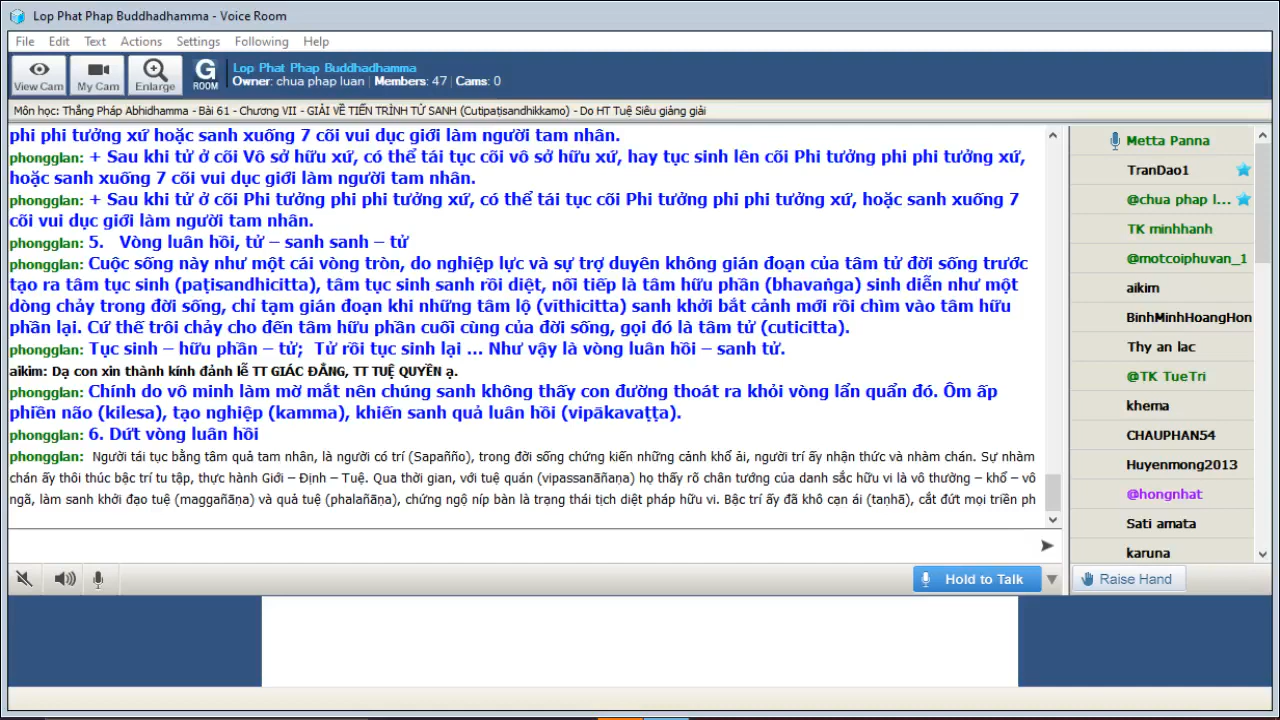 Lop Phat Phap Buddhadhamma - Voice Room
File Edit Text Actions Settings Following Help
View Cam My Cam Enlarge G ROOM
Lop Phat Phap Buddhadhamma
Owner: chua phap luan | Members: 47 | Cams: 0
Môn học: Thắng Pháp Abhidhamma - Bài 61 - Chương VII - GIẢI VỀ TIẾN TRÌNH TỬ SANH (Cutipaṭisandhikkamo) - Do HT Tuệ Siêu giảng giải
phi phi tưởng xứ hoặc sanh xuống 7 cõi vui dục giới làm người tam nhân.
phongglan: + Sau khi tử ở cõi Vô sở hữu xứ, có thể tái tục cõi vô sở hữu xứ, hay tục sinh lên cõi Phi tưởng phi phi tưởng xứ,
hoặc sanh xuống 7 cõi vui dục giới làm người tam nhân.
phongglan: + Sau khi tử ở cõi Phi tưởng phi phi tưởng xứ, có thể tái tục cõi Phi tưởng phi phi tưởng xứ, hoặc sanh xuống 7
cõi vui dục giới làm người tam nhân.
phongglan: 5. Vòng luân hồi, tử – sanh sanh – tử
phongglan: Cuộc sống này như một cái vòng tròn, do nghiệp lực và sự trợ duyên không gián đoạn của tâm tử đời sống trước
tạo ra tâm tục sinh (paṭisandhicitta), tâm tục sinh sanh rồi diệt, nối tiếp là tâm hữu phần (bhavaṅga) sinh diễn như một
dòng chảy trong đời sống, chỉ tạm gián đoạn khi những tâm lộ (vīthicitta) sanh khởi bắt cảnh mới rồi chìm vào tâm hữu
phần lại. Cứ thế trôi chảy cho đến tâm hữu phần cuối cùng của đời sống, gọi đó là tâm tử (cuticitta).
phongglan: Tục sinh – hữu phần – tử; Tử rồi tục sinh lại ... Như vậy là vòng luân hồi – sanh tử.
aikim: Dạ con xin thành kính đảnh lễ TT GIÁC ĐẲNG, TT TUỆ QUYỀN ạ.
phongglan: Chính do vô minh làm mờ mắt nên chúng sanh không thấy con đường thoát ra khỏi vòng lẩn quẩn đó. Ôm ấp
phiền não (kilesa), tạo nghiệp (kamma), khiến sanh quả luân hồi (vipākavaṭṭa).
phongglan: 6. Dứt vòng luân hồi
phongglan: Người tái tục bằng tâm quả tam nhân, là người có trí (Sapañño), trong đời sống chứng kiến những cảnh khổ ải, người trí ấy nhận thức và nhàm chán. Sự nhàm
chán ấy thôi thúc bậc trí tu tập, thực hành Giới – Định – Tuệ. Qua thời gian, với tuệ quán (vipassanāñaṇa) họ thấy rõ chân tướng của danh sắc hữu vi là vô thường – khổ – vô
ngã, làm sanh khởi đạo tuệ (maggañāṇa) và quả tuệ (phalañāṇa), chứng ngộ níp bàn là trạng thái tịch diệt pháp hữu vi. Bậc trí ấy đã khô cạn ái (taṇhā), cắt đứt mọi triền ph
Hold to Talk
Metta Panna
TranDao1
@chua phap l...
TK minhhanh
@motcoiphuvan_1
aikim
BinhMinhHoangHon
Thy an lac
@TK TueTri
khema
CHAUPHAN54
Huyenmong2013
@hongnhat
Sati amata
karuna
Raise Hand